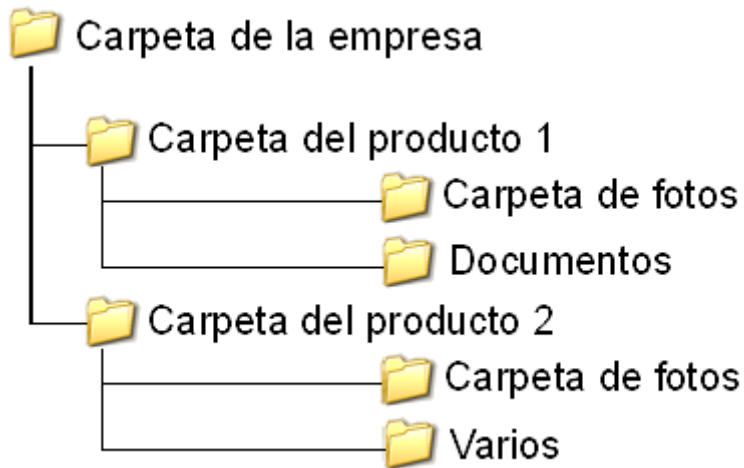 Carpeta de la empresa
Carpeta del producto 1
Carpeta de fotos
Documentos
Carpeta del producto 2
Carpeta de fotos
Varios